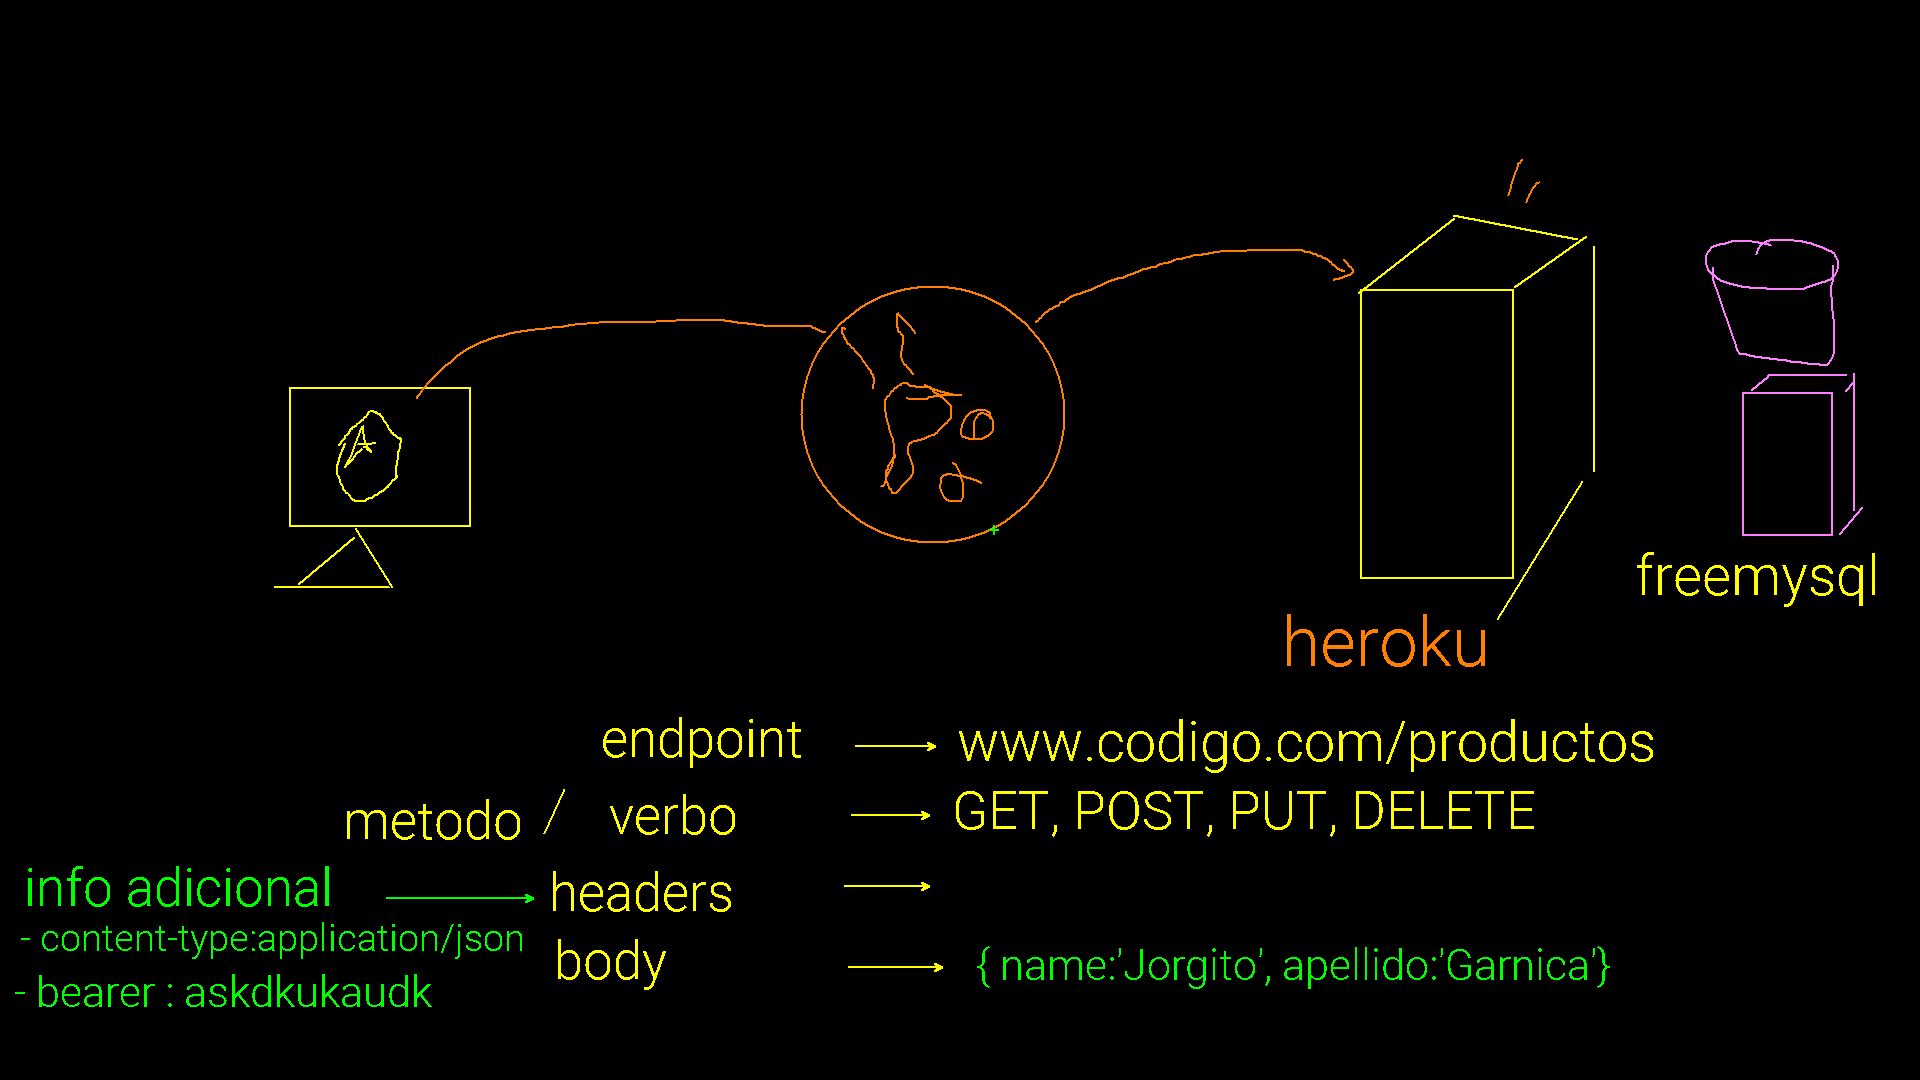 A
freemysql
heroku
endpoint → www.codigo.com/productos
metodo / verbo → GET, POST, PUT, DELETE
info adicional → headers →
- content-type:application/json
body → { name:'Jorgito', apellido:'Garnica'}
- bearer : askdkukaudk